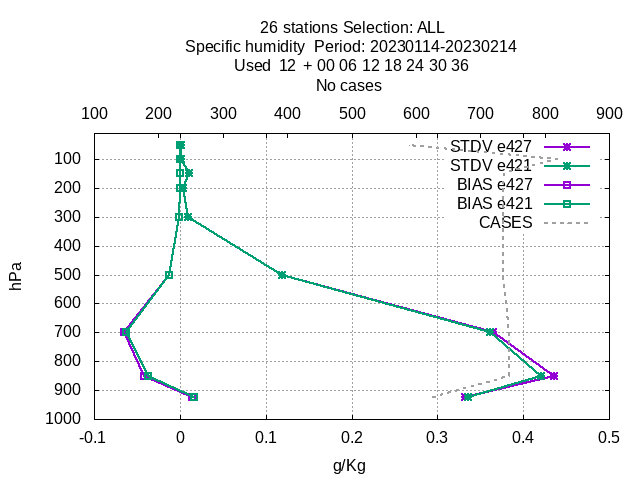 26 stations Selection: ALL
Specific humidity  Period: 20230114-20230214
Used  12  + 00 06 12 18 24 30 36
No cases
100 200 300 400 500 600 700 800 900
STDV e427
STDV e421
BIAS e427
BIAS e421
CASES
100
200
300
400
500
600
700
800
900
1000
hPa
-0.1 0 0.1 0.2 0.3 0.4 0.5
g/Kg